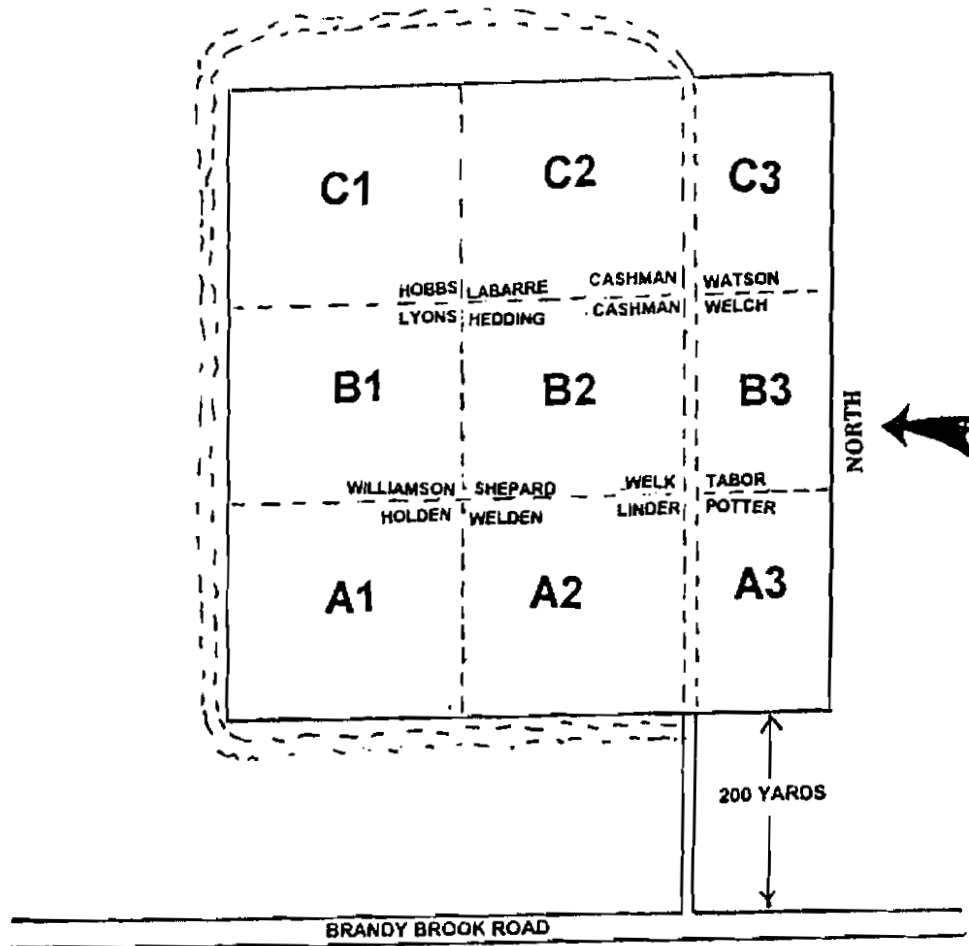 C1 C2 C3
HOBBS LABARRE CASHMAN WATSON
LYONS HEDDING CASHMAN WELCH
B1 B2 B3
NORTH
WILLIAMSON SHEPARD WELK TABOR
HOLDEN WELDEN LINDER POTTER
A1 A2 A3
200 YARDS
BRANDY BROOK ROAD